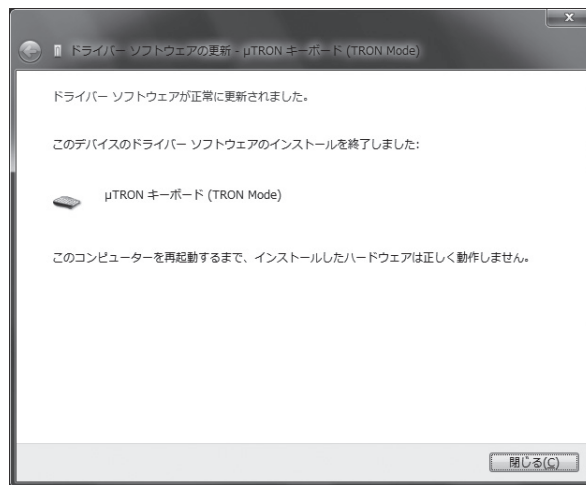 x
ドライバー ソフトウェアの更新 - μTRON キーボード (TRON Mode)
ドライバー ソフトウェアが正常に更新されました。
このデバイスのドライバー ソフトウェアのインストールを終了しました:
μTRON キーボード (TRON Mode)
このコンピューターを再起動するまで、インストールしたハードウェアは正しく動作しません。
閉じる(C)